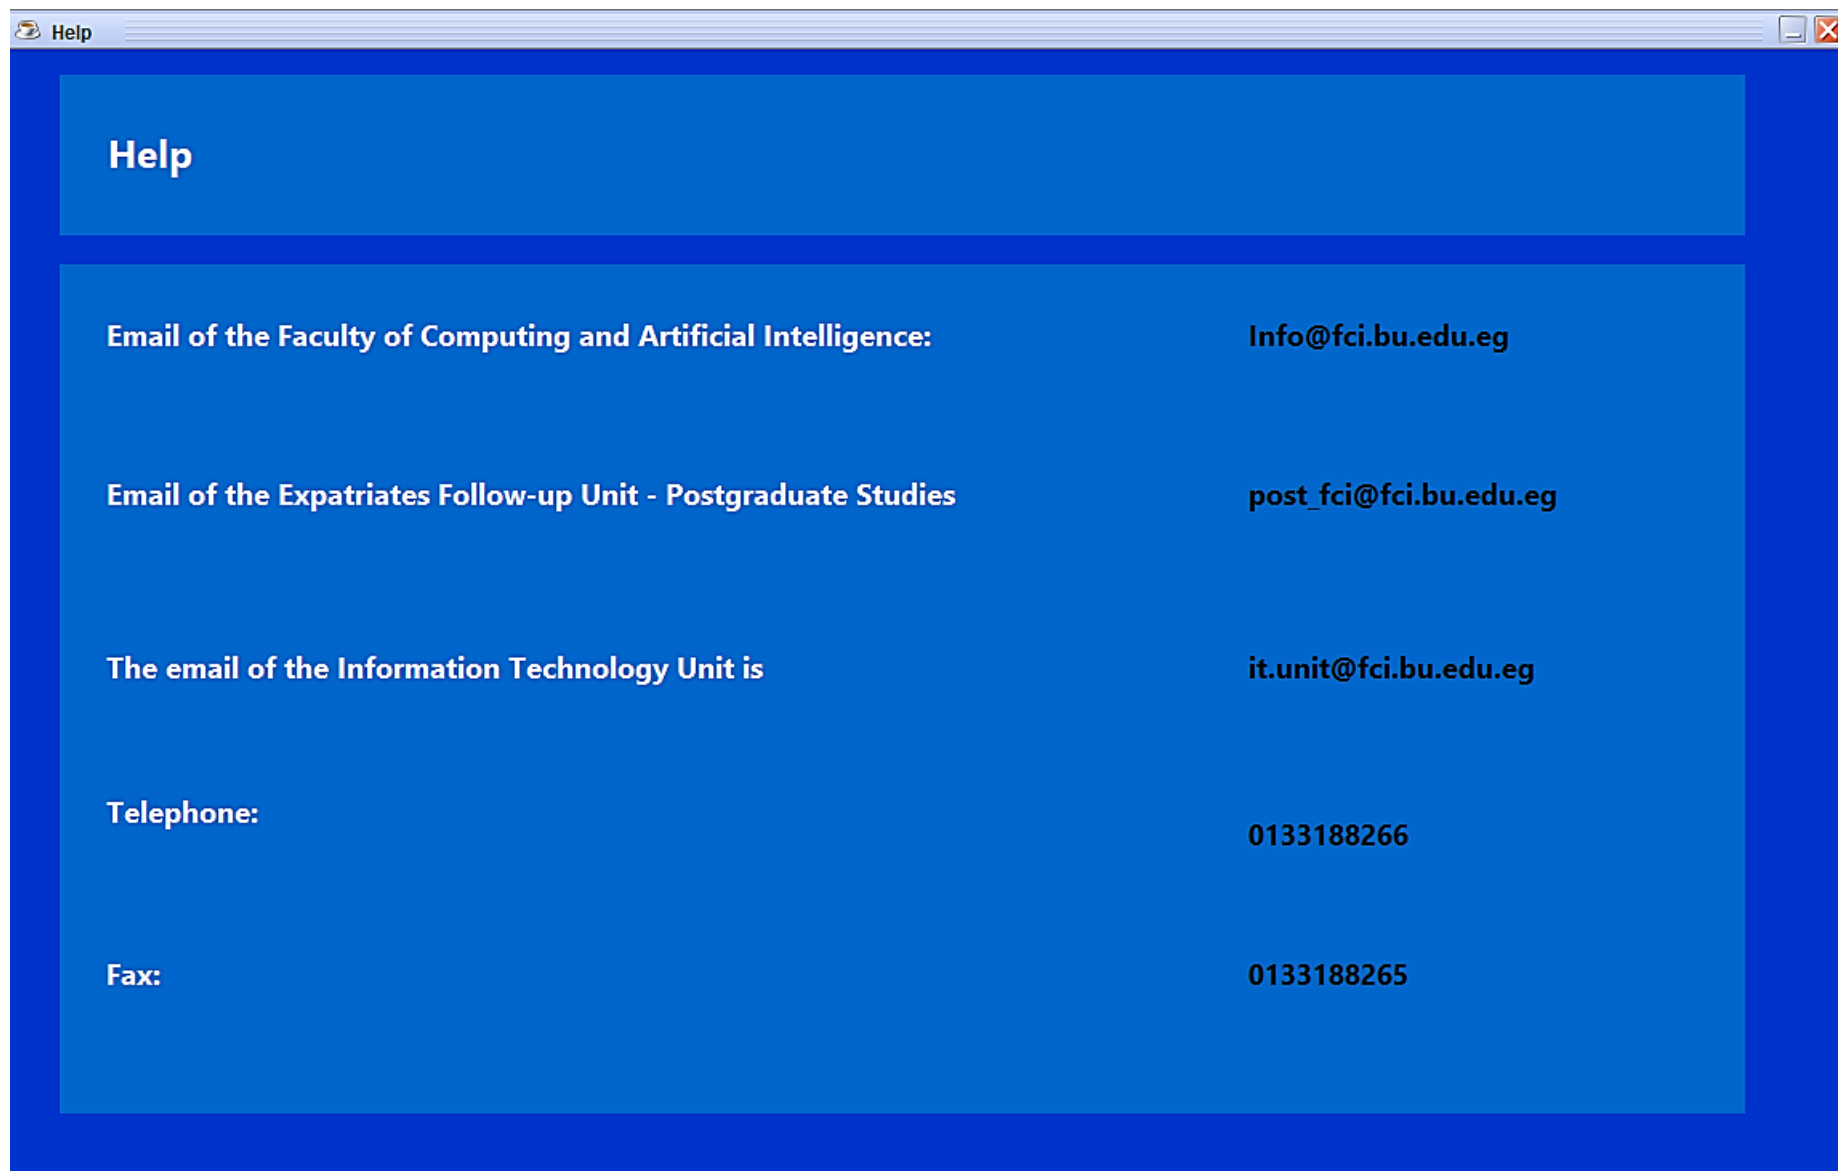 Help
Help
Email of the Faculty of Computing and Artificial Intelligence: Info@fci.bu.edu.eg
Email of the Expatriates Follow-up Unit - Postgraduate Studies post_fci@fci.bu.edu.eg
The email of the Information Technology Unit is it.unit@fci.bu.edu.eg
Telephone: 0133188266
Fax: 0133188265